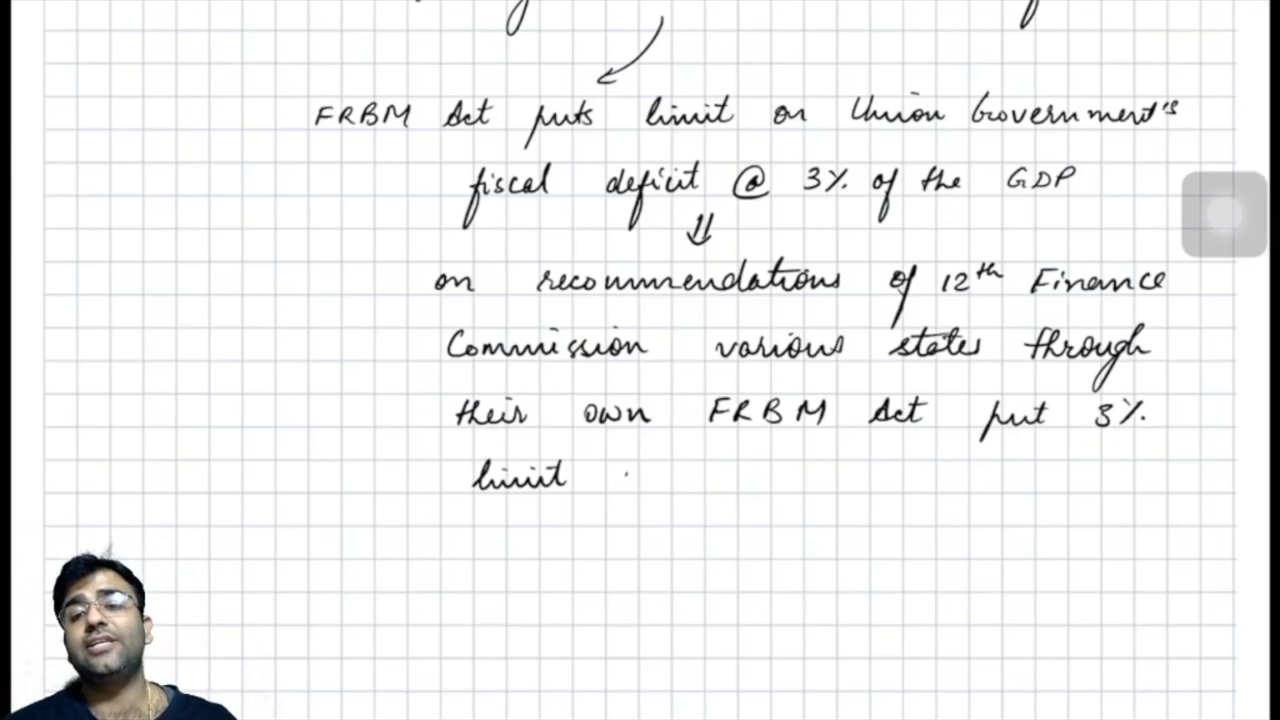 FRBM Act puts limit on Union Government's
fiscal deficit @ 3% of the GDP
on recommendations of 12th Finance
Commission various states through
their own FRBM Act put 3%
limit